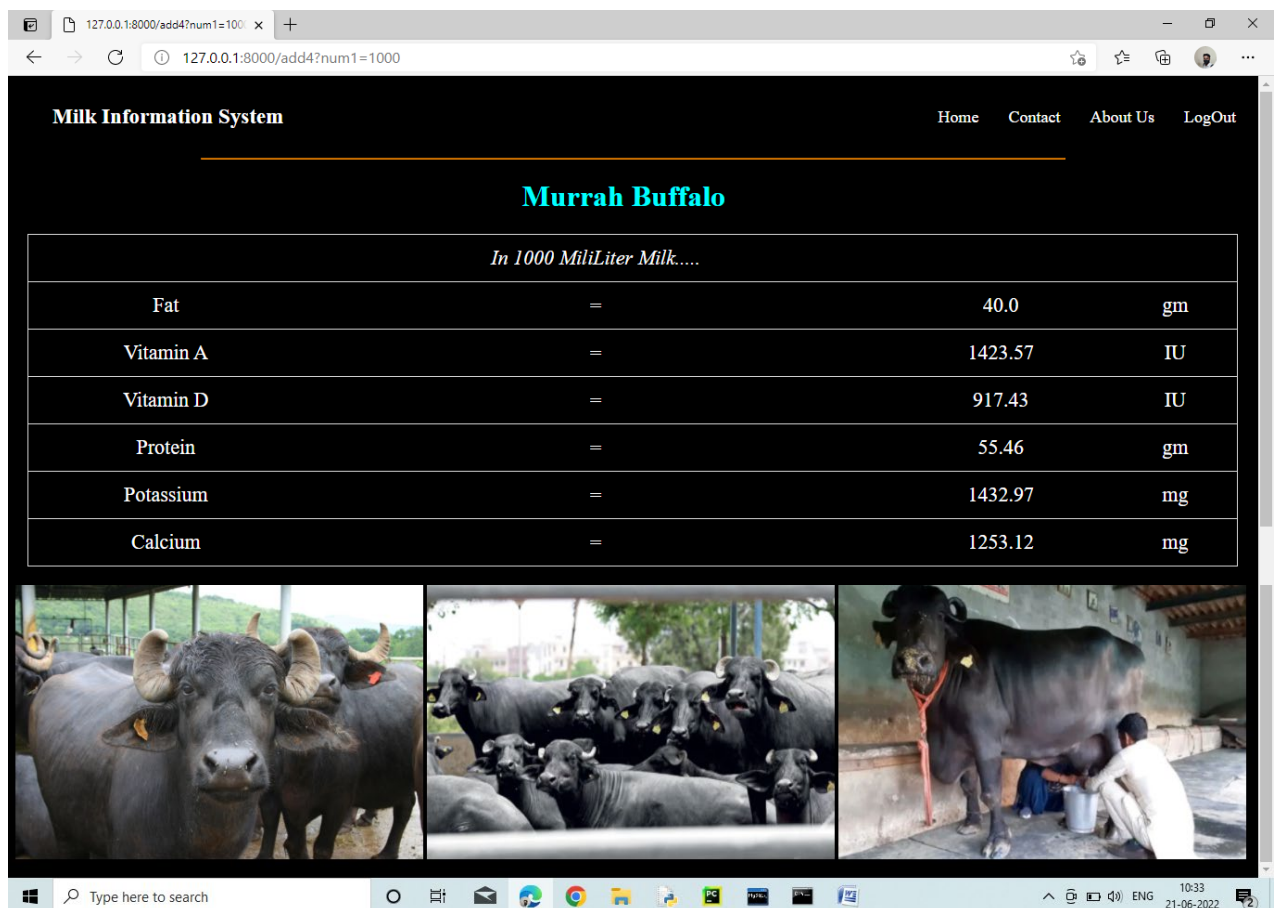 127.0.0.1:8000/add4?num1=100
127.0.0.1:8000/add4?num1=1000
Milk Information System Home Contact About Us LogOut
Murrah Buffalo
In 1000 MiliLiter Milk.....
Fat = 40.0 gm
Vitamin A = 1423.57 IU
Vitamin D = 917.43 IU
Protein = 55.46 gm
Potassium = 1432.97 mg
Calcium = 1253.12 mg
Type here to search
ENG
10:33
21-06-2022
2